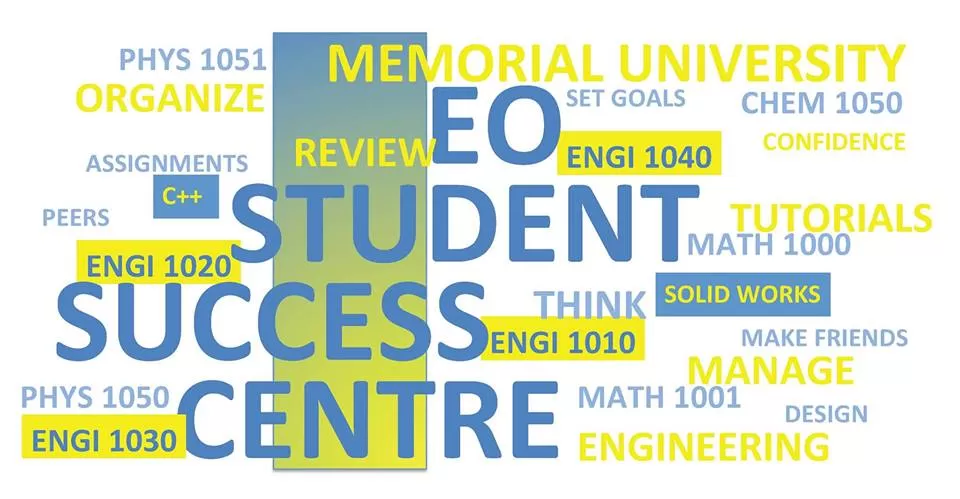 PHYS 1051
MEMORIAL UNIVERSITY
ORGANIZE
EO
SET GOALS
CHEM 1050
REVIEW
ENGI 1040
CONFIDENCE
ASSIGNMENTS
C++
STUDENT
PEERS
TUTORIALS
MATH 1000
ENGI 1020
SUCCESS
THINK
SOLID WORKS
ENGI 1010
MAKE FRIENDS
MANAGE
PHYS 1050
CENTRE
MATH 1001
DESIGN
ENGI 1030
ENGINEERING